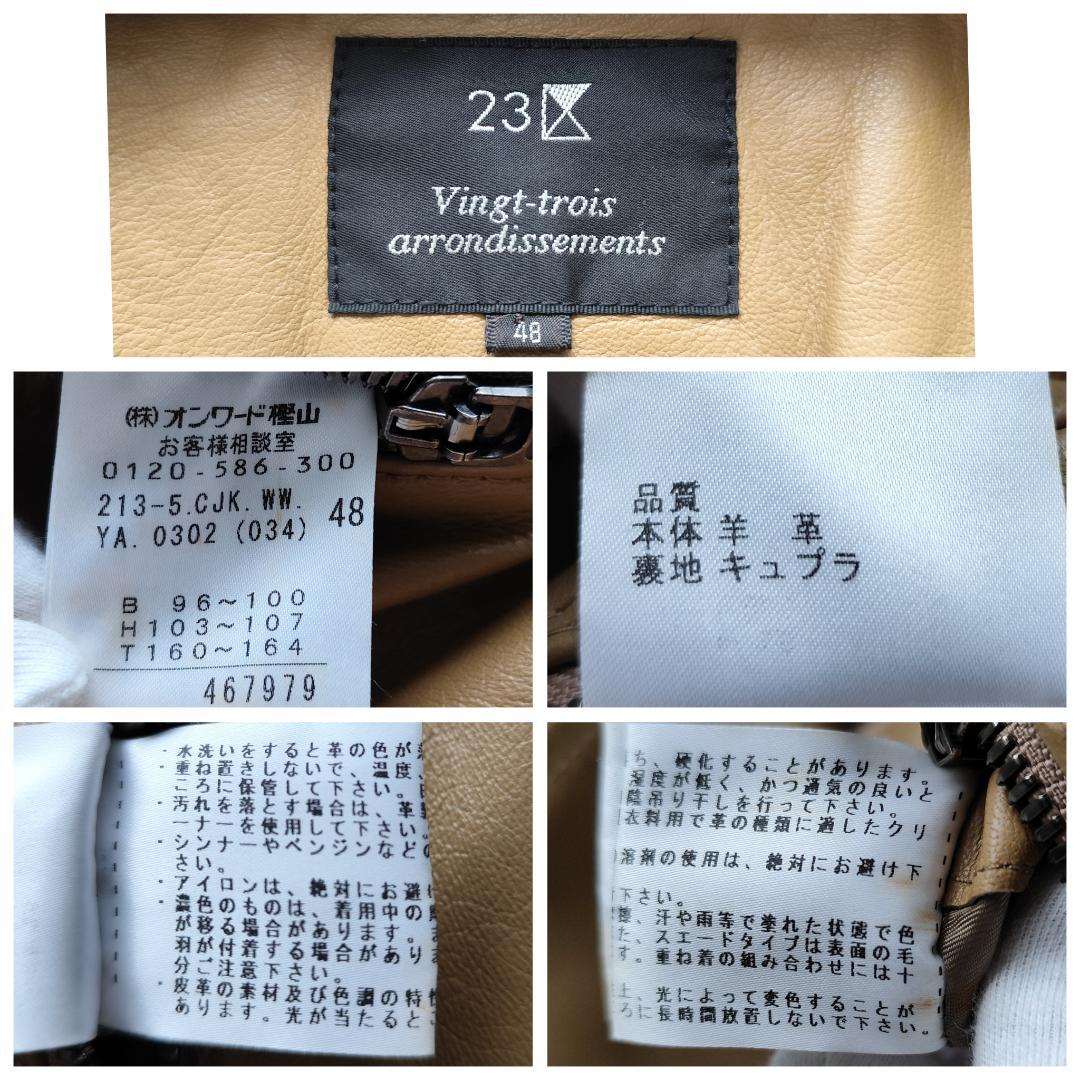 23区
Vingt-trois
arrondissements
48
(株)オンワード樫山
お客様相談室
0120-586-300
213-5.CJK.WW.
YA.0302 (034) 48
B 96~100
H103~107
T160~164
467979
品質
本体 羊 革
裏地 キュプラ
・水洗いをすると革の色が
・重ね置きしないで、温度、
ころに保管して下さい。
・汚れを落とす場合は、革
ーナーを使用して下さい。
・シンナーやベンジンなどの
さい。
・アイロンは、絶対にお避け
・濃色のものは、着用中の
が移る場合があります。
羽が付着する場合があり
分ご注意下さい。
・皮革の素材及び色調の特
あります。光が当たると
ち、硬化することがあります。
湿度が低く、かつ通気の良いと
陰吊り干しを行って下さい。
衣料用で革の種類に適したクリ
溶剤の使用は、絶対にお避け下
下さい。
擦、汗や雨等で塗れた状態で色
た、スエードタイプは表面の毛
す。重ね着の組み合わせには十
上、光によって変色することが
ろに長時間放置しないで下さい。